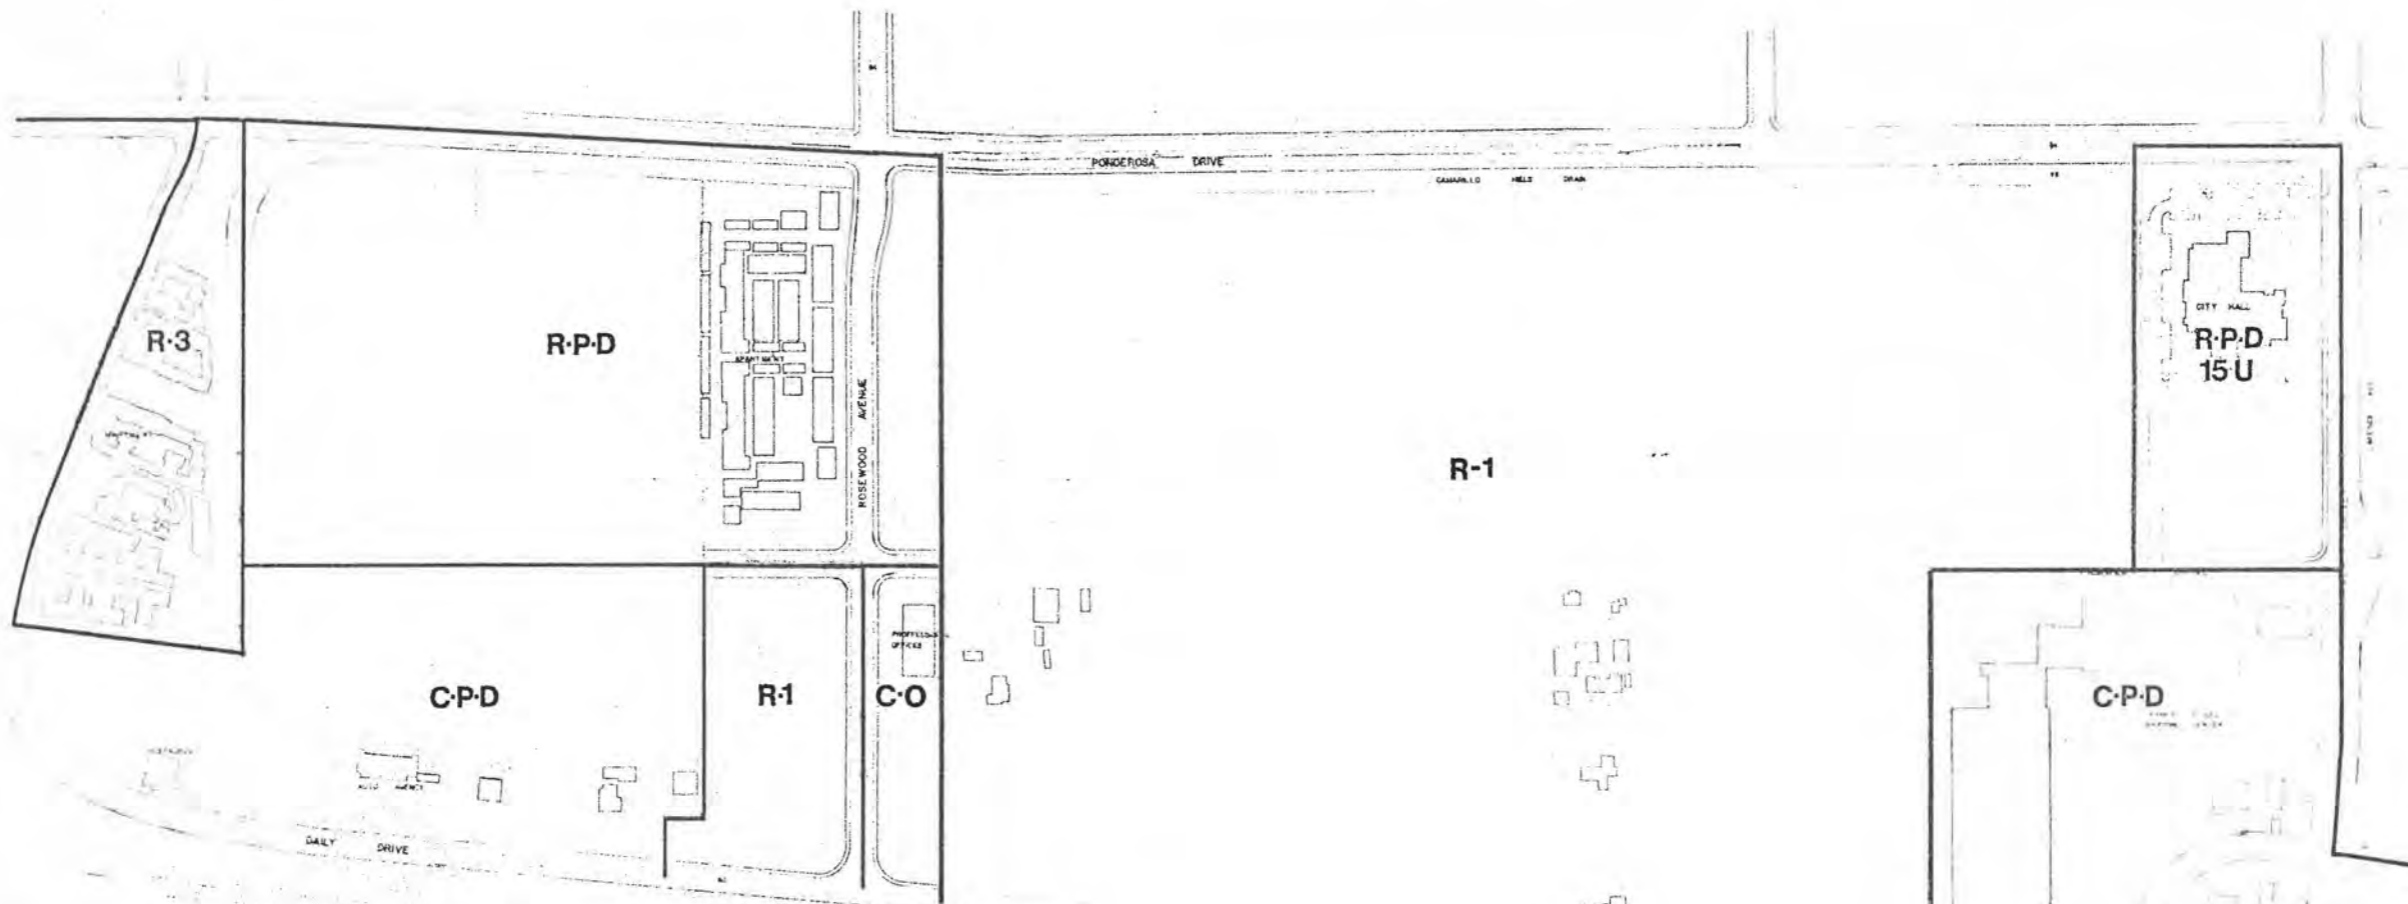 PONDEROSA DRIVE
CAMARILLO HILLS DRAIN
CITY HALL
R·P·D
15·U
R·3
R·P·D
APARTMENT
ROSEWOOD AVENUE
R-1
C·P·D
R·1
C·O
OFFICES
C·P·D
AUTO AGENCY
DAILY DRIVE